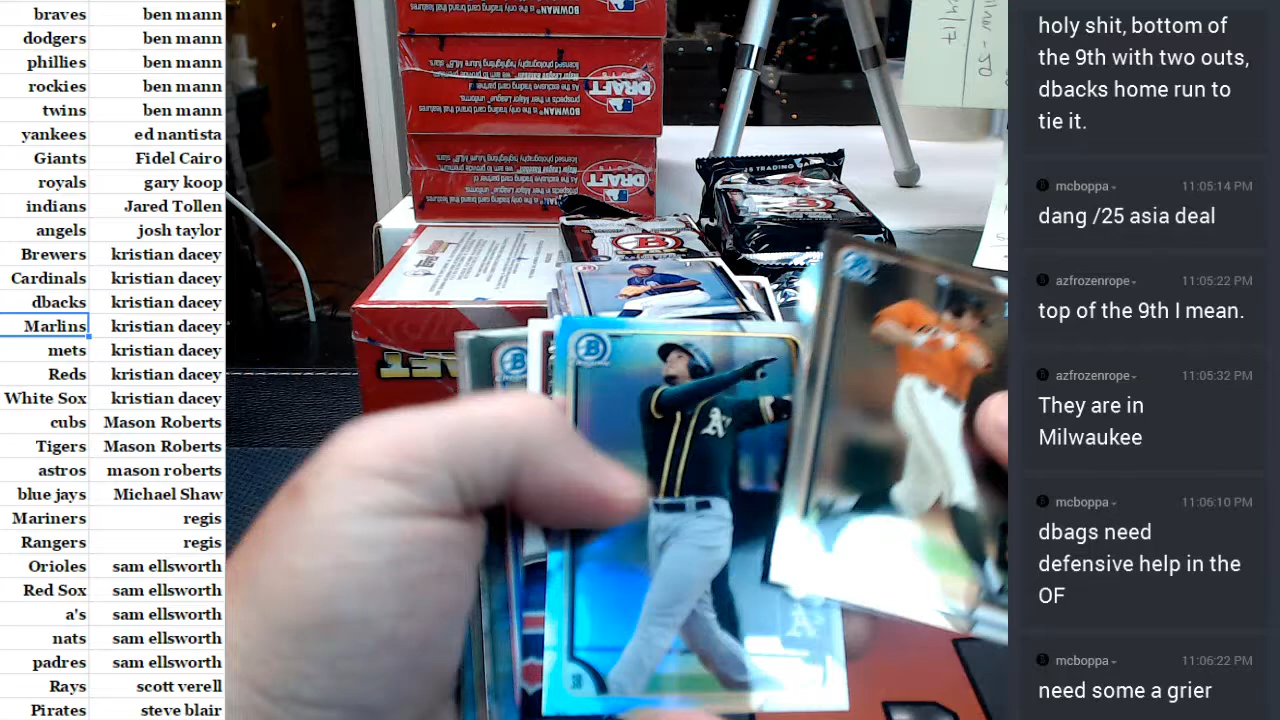 braves ben mann
dodgers ben mann
phillies ben mann
rockies ben mann
twins ben mann
yankees ed nantista
Giants Fidel Cairo
royals gary koop
indians Jared Tollen
angels josh taylor
Brewers kristian dacey
Cardinals kristian dacey
dbacks kristian dacey
Marlins kristian dacey
mets kristian dacey
Reds kristian dacey
White Sox kristian dacey
cubs Mason Roberts
Tigers Mason Roberts
astros mason roberts
blue jays Michael Shaw
Mariners regis
Rangers regis
Orioles sam ellsworth
Red Sox sam ellsworth
a's sam ellsworth
nats sam ellsworth
padres sam ellsworth
Rays scott verell
Pirates steve blair
BOWMAN
DRAFT
DRAFT
B
A's
holy shit, bottom of
the 9th with two outs,
dbacks home run to
tie it.
mcboppa 11:05:14 PM
dang /25 asia deal
azfrozenrope 11:05:22 PM
top of the 9th I mean.
azfrozenrope 11:05:32 PM
They are in
Milwaukee
mcboppa 11:06:10 PM
dbags need
defensive help in the
OF
mcboppa 11:06:22 PM
need some a grier